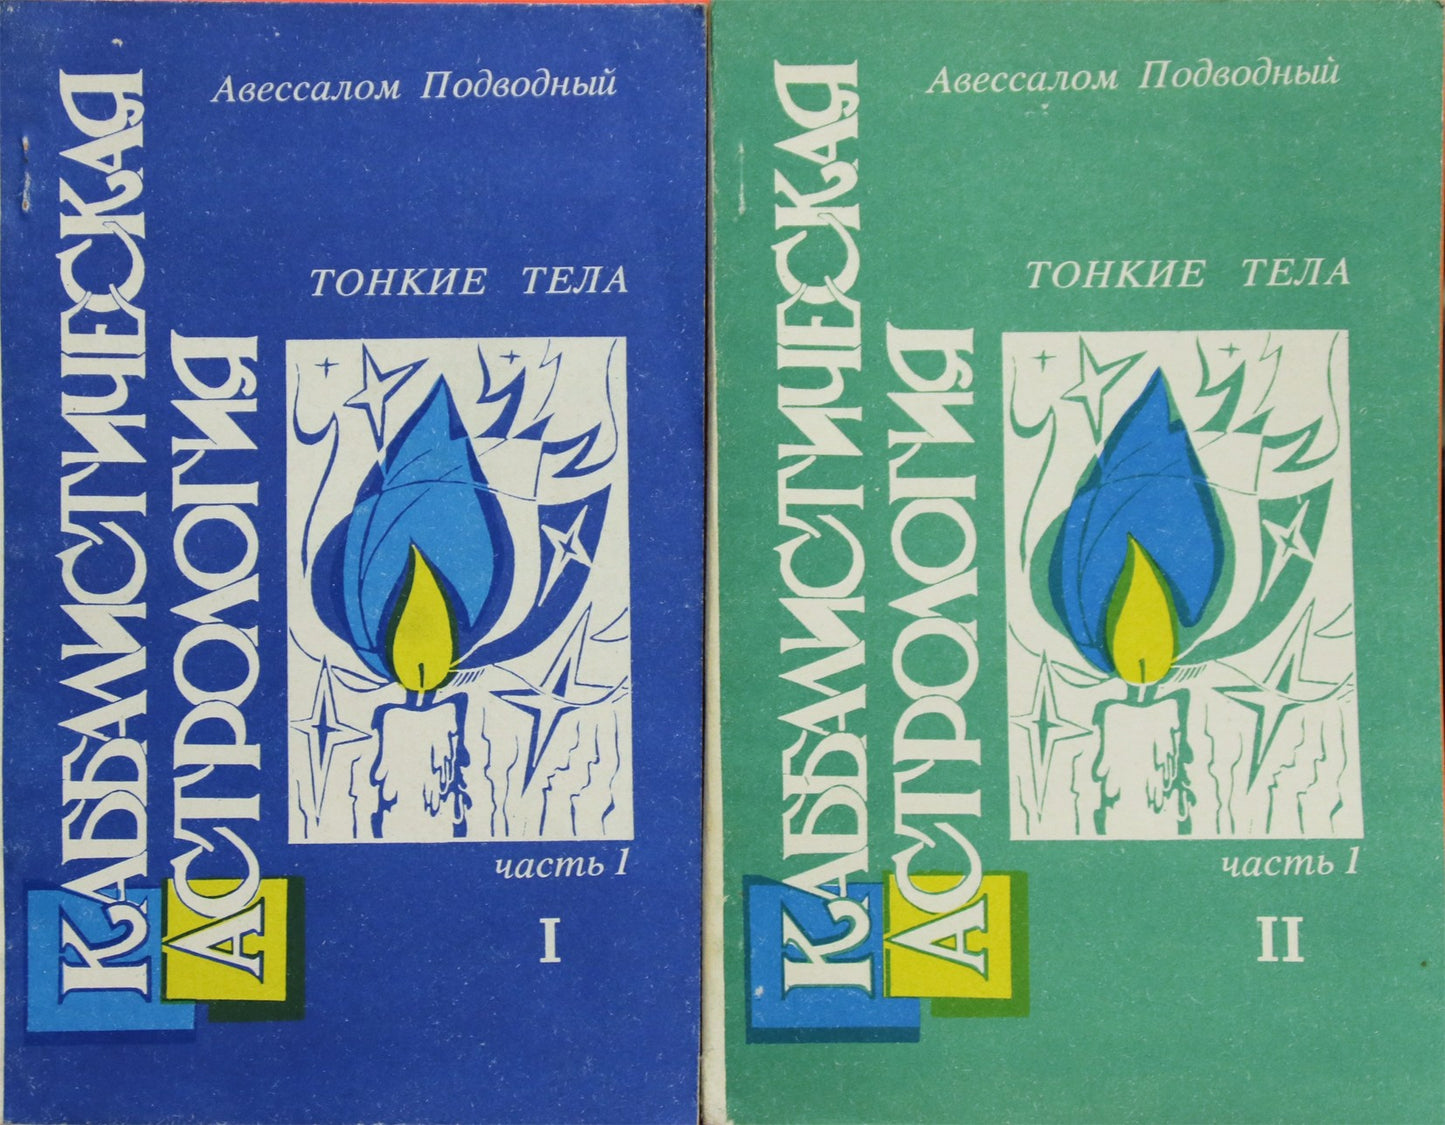 Авессалом Подводный
КАББАЛИСТИЧЕСКАЯ
АСТРОЛОГИЯ
ТОНКИЕ ТЕЛА
часть 1
I
Авессалом Подводный
КАББАЛИСТИЧЕСКАЯ
АСТРОЛОГИЯ
ТОНКИЕ ТЕЛА
часть 1
II